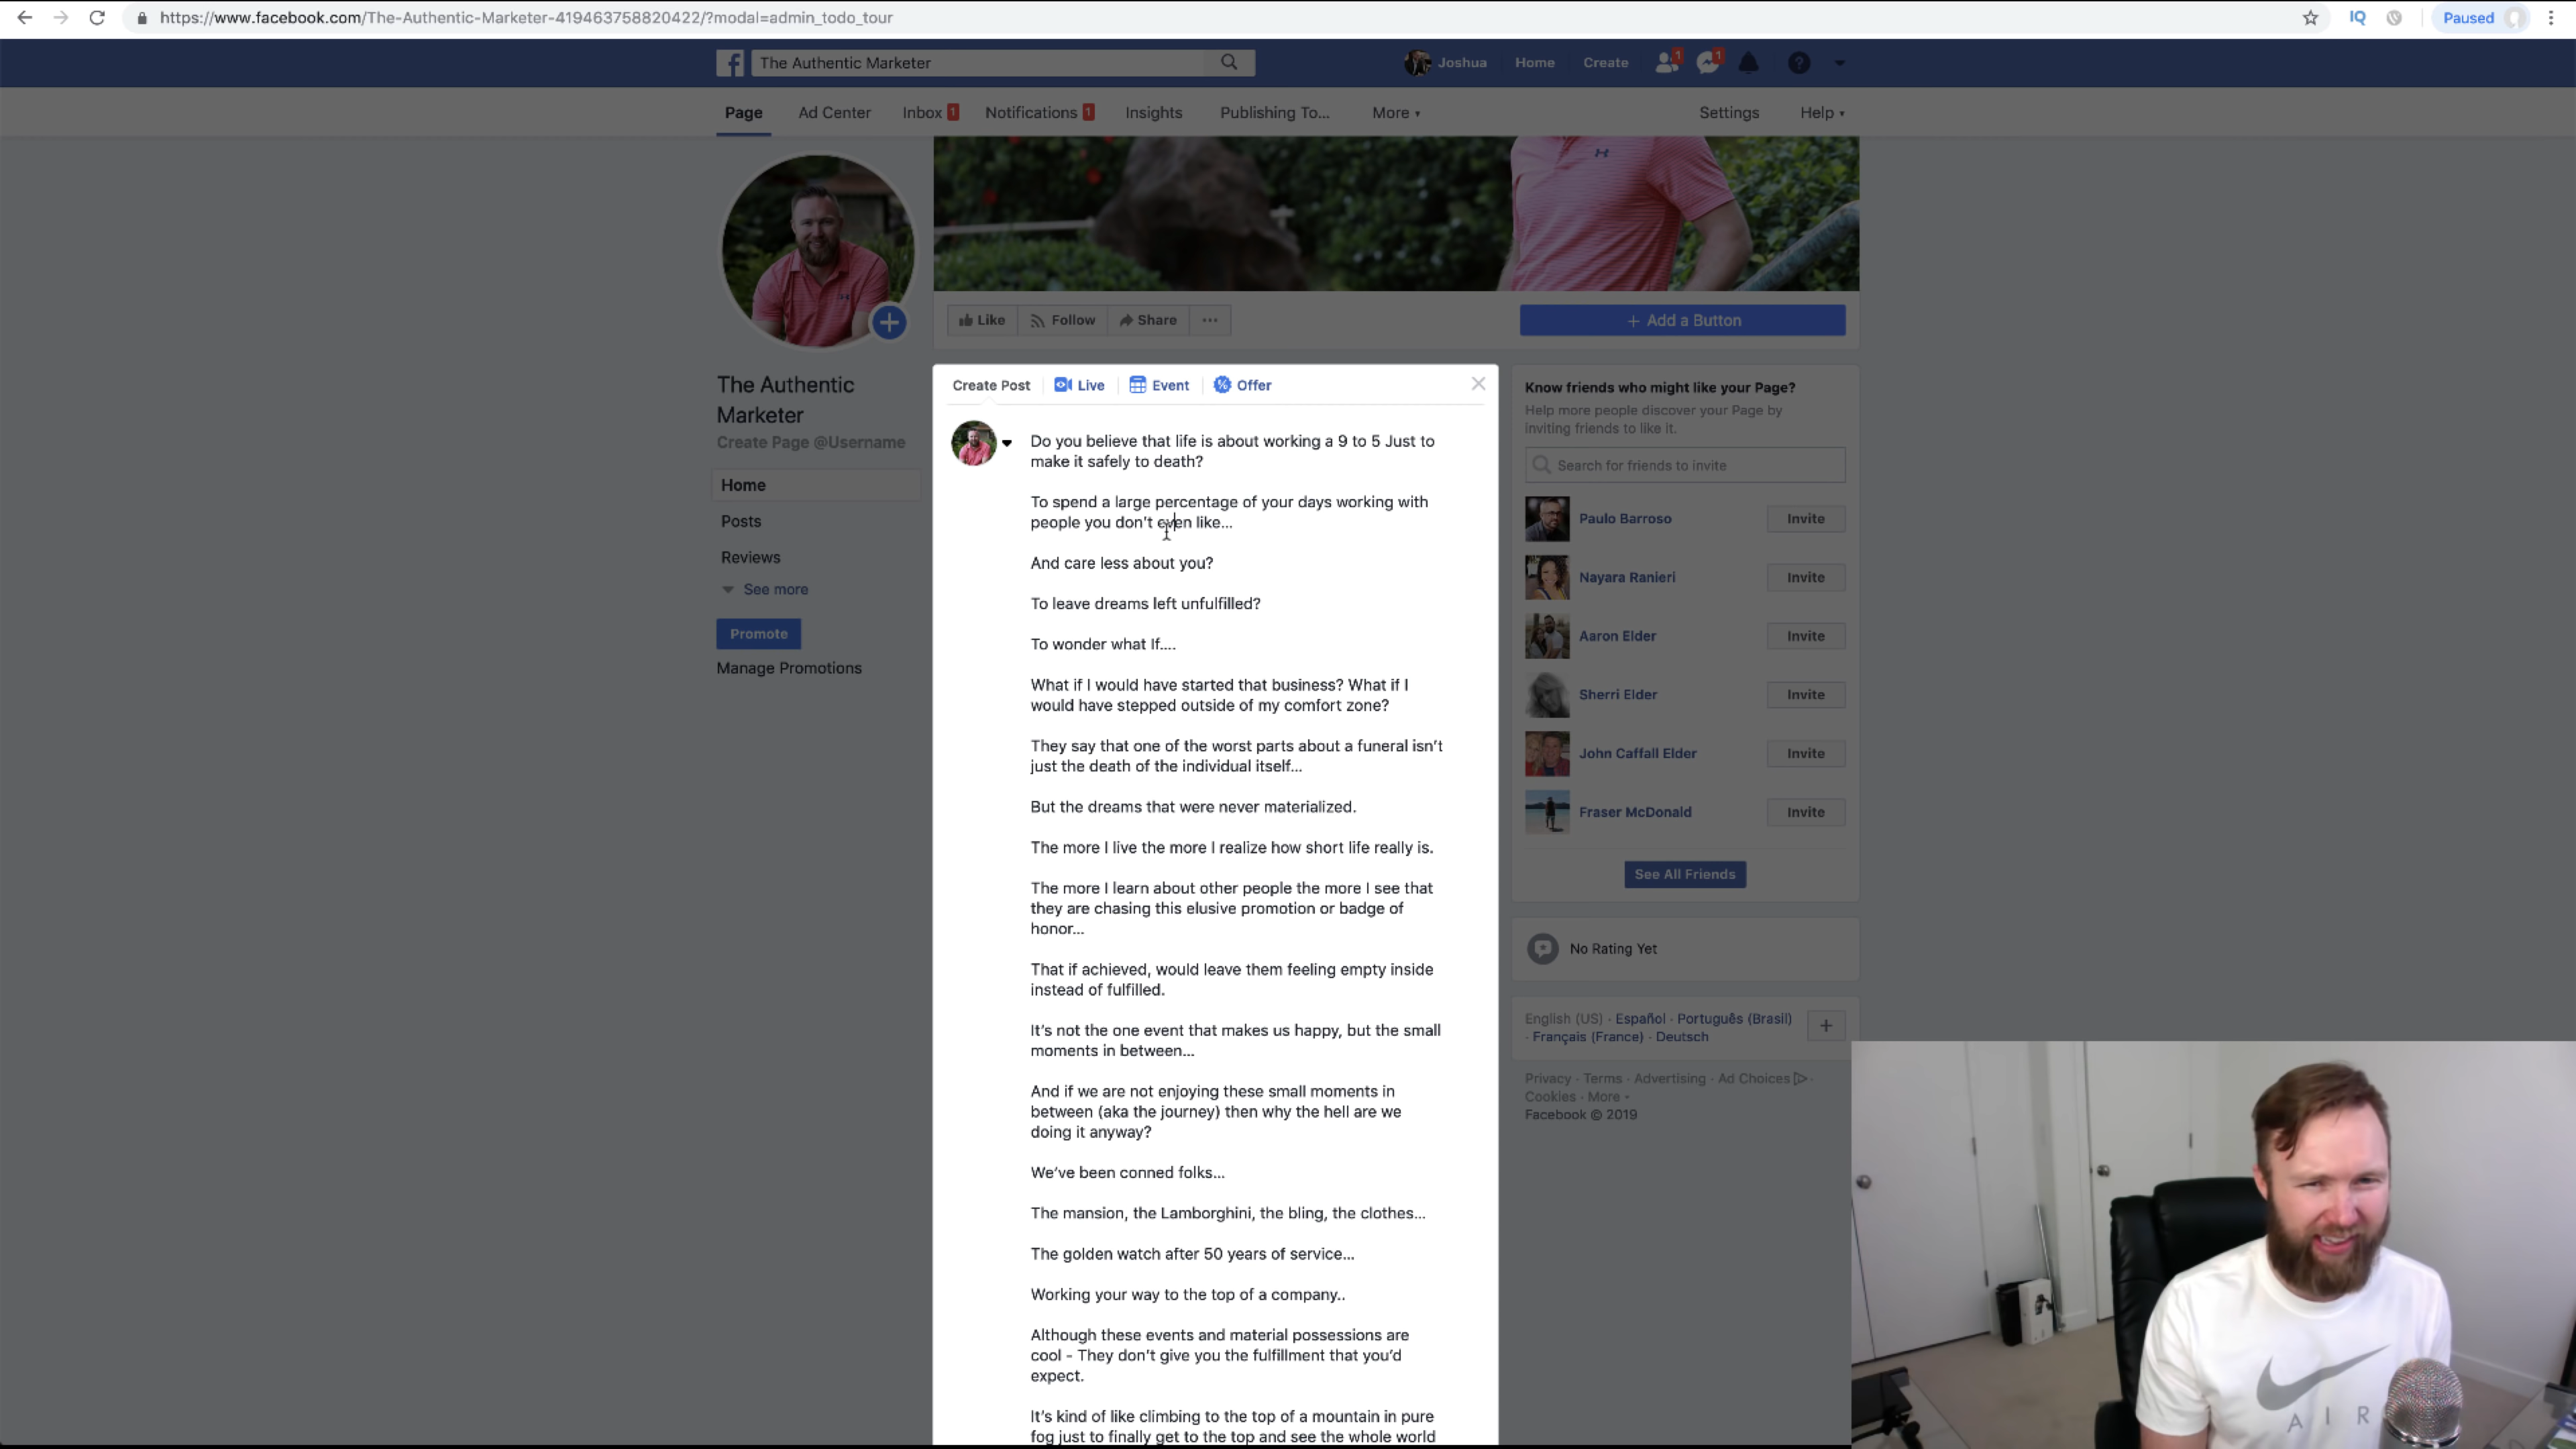 https://www.facebook.com/The-Authentic-Marketer-419463758820422/?modal=admin_todo_tour
IQ
Paused
The Authentic Marketer
Joshua
Home
Create
1
1
Page
Ad Center
Inbox 1
Notifications 1
Insights
Publishing To...
More
Settings
Help
Like
Follow
Share
+ Add a Button
The Authentic
Marketer
Create Page @Username
Home
Posts
Reviews
See more
Promote
Manage Promotions
Create Post
Live
Event
Offer
Do you believe that life is about working a 9 to 5 Just to
make it safely to death?
To spend a large percentage of your days working with
people you don't even like...
And care less about you?
To leave dreams left unfulfilled?
To wonder what If....
What if I would have started that business? What if I
would have stepped outside of my comfort zone?
They say that one of the worst parts about a funeral isn't
just the death of the individual itself...
But the dreams that were never materialized.
The more I live the more I realize how short life really is.
The more I learn about other people the more I see that
they are chasing this elusive promotion or badge of
honor...
That if achieved, would leave them feeling empty inside
instead of fulfilled.
It's not the one event that makes us happy, but the small
moments in between...
And if we are not enjoying these small moments in
between (aka the journey) then why the hell are we
doing it anyway?
We've been conned folks...
The mansion, the Lamborghini, the bling, the clothes...
The golden watch after 50 years of service...
Working your way to the top of a company..
Although these events and material possessions are
cool - They don't give you the fulfillment that you'd
expect.
It's kind of like climbing to the top of a mountain in pure
fog just to finally get to the top and see the whole world
Know friends who might like your Page?
Help more people discover your Page by
inviting friends to like it.
Search for friends to invite
Paulo Barroso Invite
Nayara Ranieri Invite
Aaron Elder Invite
Sherri Elder Invite
John Caffall Elder Invite
Fraser McDonald Invite
See All Friends
No Rating Yet
English (US) · Español · Português (Brasil)
· Français (France) · Deutsch
Privacy · Terms · Advertising · Ad Choices ·
Cookies · More
Facebook © 2019
AIR